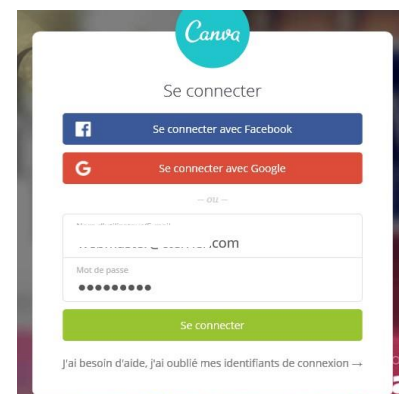 Canva
Se connecter
Se connecter avec Facebook
G
Se connecter avec Google
— ou —
.com
Mot de passe
●●●●●●●●●
Se connecter
J'ai besoin d'aide, j'ai oublié mes identifiants de connexion →